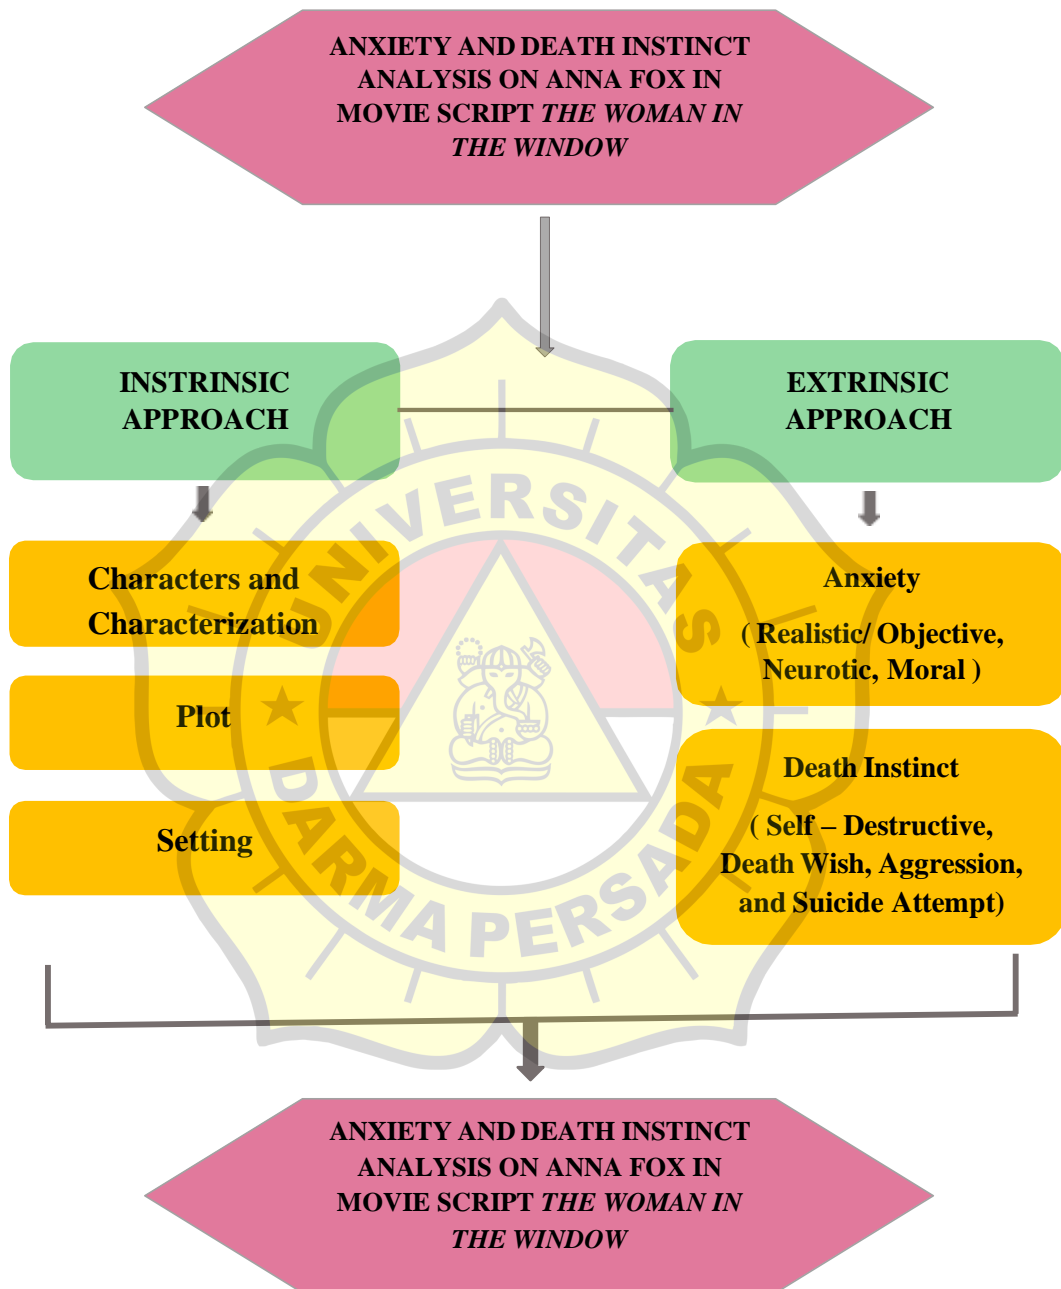 ANXIETY AND DEATH INSTINCT
ANALYSIS ON ANNA FOX IN
MOVIE SCRIPT THE WOMAN IN
THE WINDOW
INSTRINSIC
APPROACH
EXTRINSIC
APPROACH
Characters and
Characterization
Plot
Setting
Anxiety
( Realistic/ Objective,
Neurotic, Moral )
Death Instinct
( Self – Destructive,
Death Wish, Aggression,
and Suicide Attempt)
UNIVERSITAS
DARMA PERSADA
ANXIETY AND DEATH INSTINCT
ANALYSIS ON ANNA FOX IN
MOVIE SCRIPT THE WOMAN IN
THE WINDOW